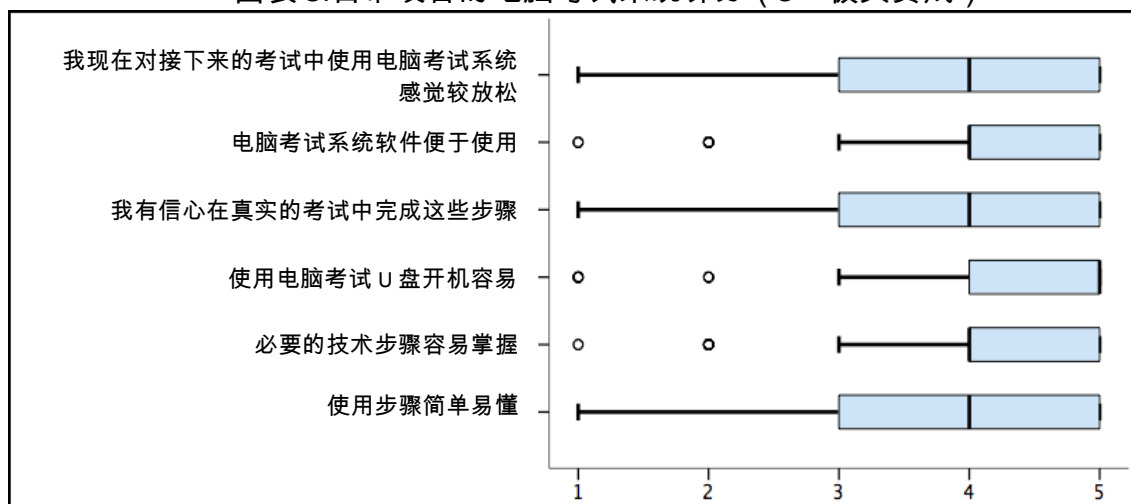 我现在对接下来的考试中使用电脑考试系统
感觉较放松
电脑考试系统软件便于使用
我有信心在真实的考试中完成这些步骤
使用电脑考试 U 盘开机容易
必要的技术步骤容易掌握
使用步骤简单易懂
1 2 3 4 5